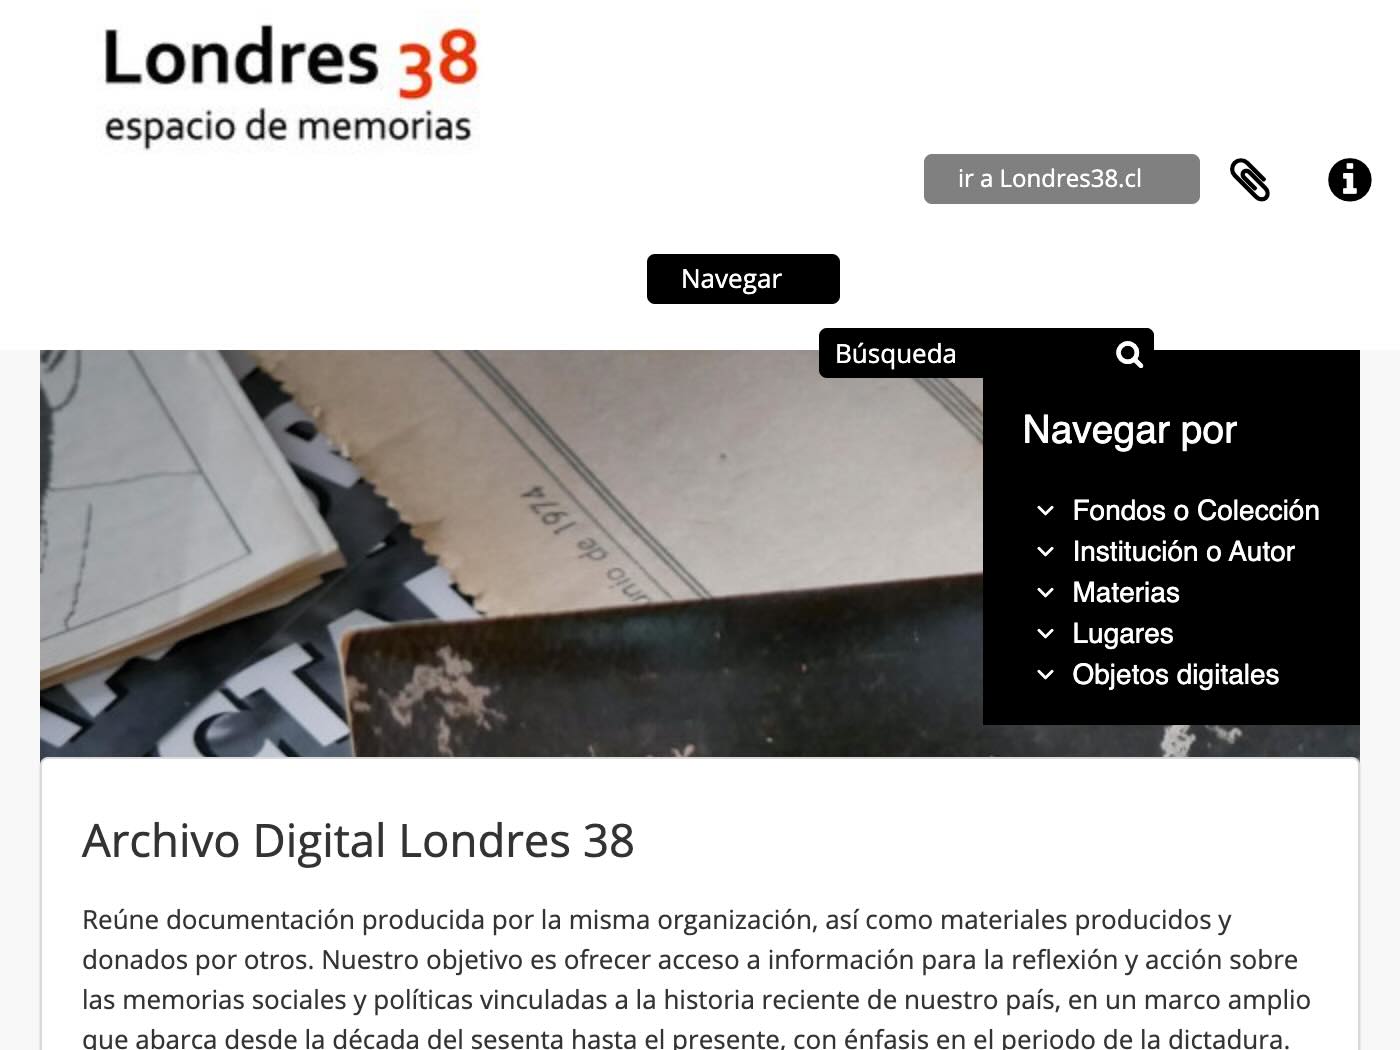 Londres 38
espacio de memorias
ir a Londres38.cl
Navegar
Búsqueda
Navegar por
Fondos o Colección
Institución o Autor
Materias
Lugares
Objetos digitales
unio de 1974
CT
Archivo Digital Londres 38
Reúne documentación producida por la misma organización, así como materiales producidos y
donados por otros. Nuestro objetivo es ofrecer acceso a información para la reflexión y acción sobre
las memorias sociales y políticas vinculadas a la historia reciente de nuestro país, en un marco amplio
que abarca desde la década del sesenta hasta el presente, con énfasis en el periodo de la dictadura.